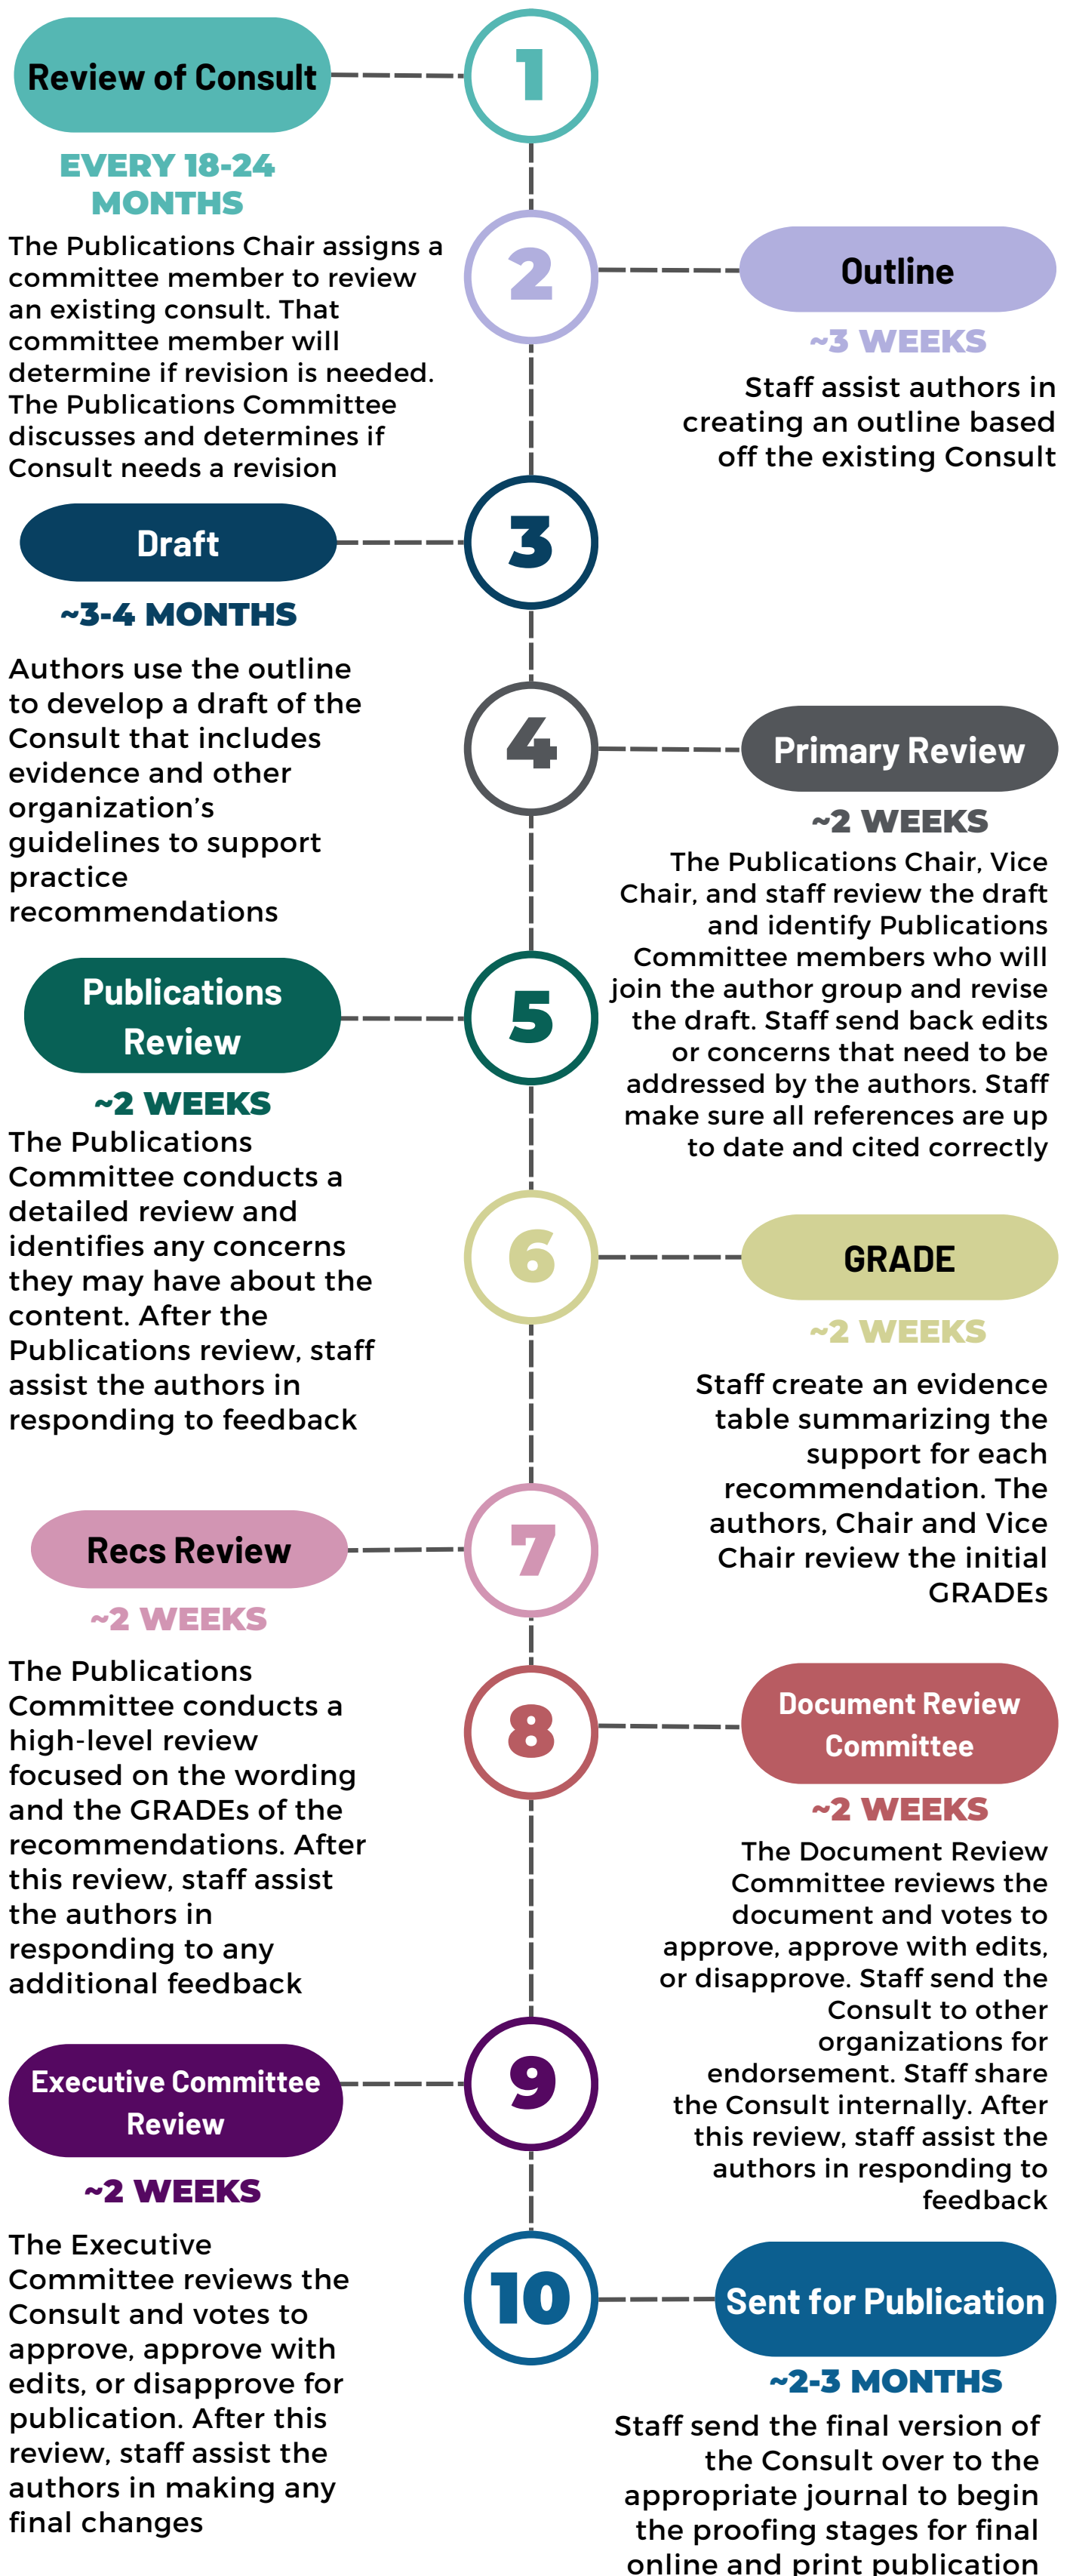 Review of Consult
1
EVERY 18-24
MONTHS
The Publications Chair assigns a
committee member to review
an existing consult. That
committee member will
determine if revision is needed.
The Publications Committee
discusses and determines if
Consult needs a revision
2
Outline
~3 WEEKS
Staff assist authors in
creating an outline based
off the existing Consult
Draft
3
~3-4 MONTHS
Authors use the outline
to develop a draft of the
Consult that includes
evidence and other
organization's
guidelines to support
practice
recommendations
4
Primary Review
~2 WEEKS
The Publications Chair, Vice
Chair, and staff review the draft
and identify Publications
Committee members who will
join the author group and revise
the draft. Staff send back edits
or concerns that need to be
addressed by the authors. Staff
make sure all references are up
to date and cited correctly
Publications
Review
5
~2 WEEKS
The Publications
Committee conducts a
detailed review and
identifies any concerns
they may have about the
content. After the
Publications review, staff
assist the authors in
responding to feedback
6
GRADE
~2 WEEKS
Staff create an evidence
table summarizing the
support for each
recommendation. The
authors, Chair and Vice
Chair review the initial
GRADEs
Recs Review
7
~2 WEEKS
The Publications
Committee conducts a
high-level review
focused on the wording
and the GRADEs of the
recommendations. After
this review, staff assist
the authors in
responding to any
additional feedback
8
Document Review
Committee
~2 WEEKS
The Document Review
Committee reviews the
document and votes to
approve, approve with edits,
or disapprove. Staff send the
Consult to other
organizations for
endorsement. Staff share
the Consult internally. After
this review, staff assist the
authors in responding to
feedback
Executive Committee
Review
9
~2 WEEKS
The Executive
Committee reviews the
Consult and votes to
approve, approve with
edits, or disapprove for
publication. After this
review, staff assist the
authors in making any
final changes
10
Sent for Publication
~2-3 MONTHS
Staff send the final version of
the Consult over to the
appropriate journal to begin
the proofing stages for final
online and print publication